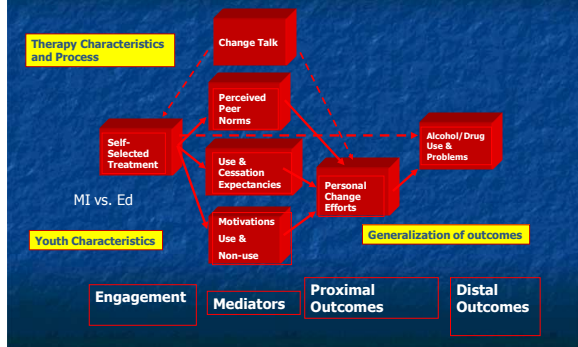 Therapy Characteristics
and Process
Change Talk
Perceived
Peer
Norms
Self-
Selected
Treatment
Alcohol/Drug
Use &
Problems
Use &
Cessation
Expectancies
Personal
Change
Efforts
MI vs. Ed
Motivations
Use &
Non-use
Youth Characteristics
Generalization of outcomes
Engagement
Mediators
Proximal
Outcomes
Distal
Outcomes